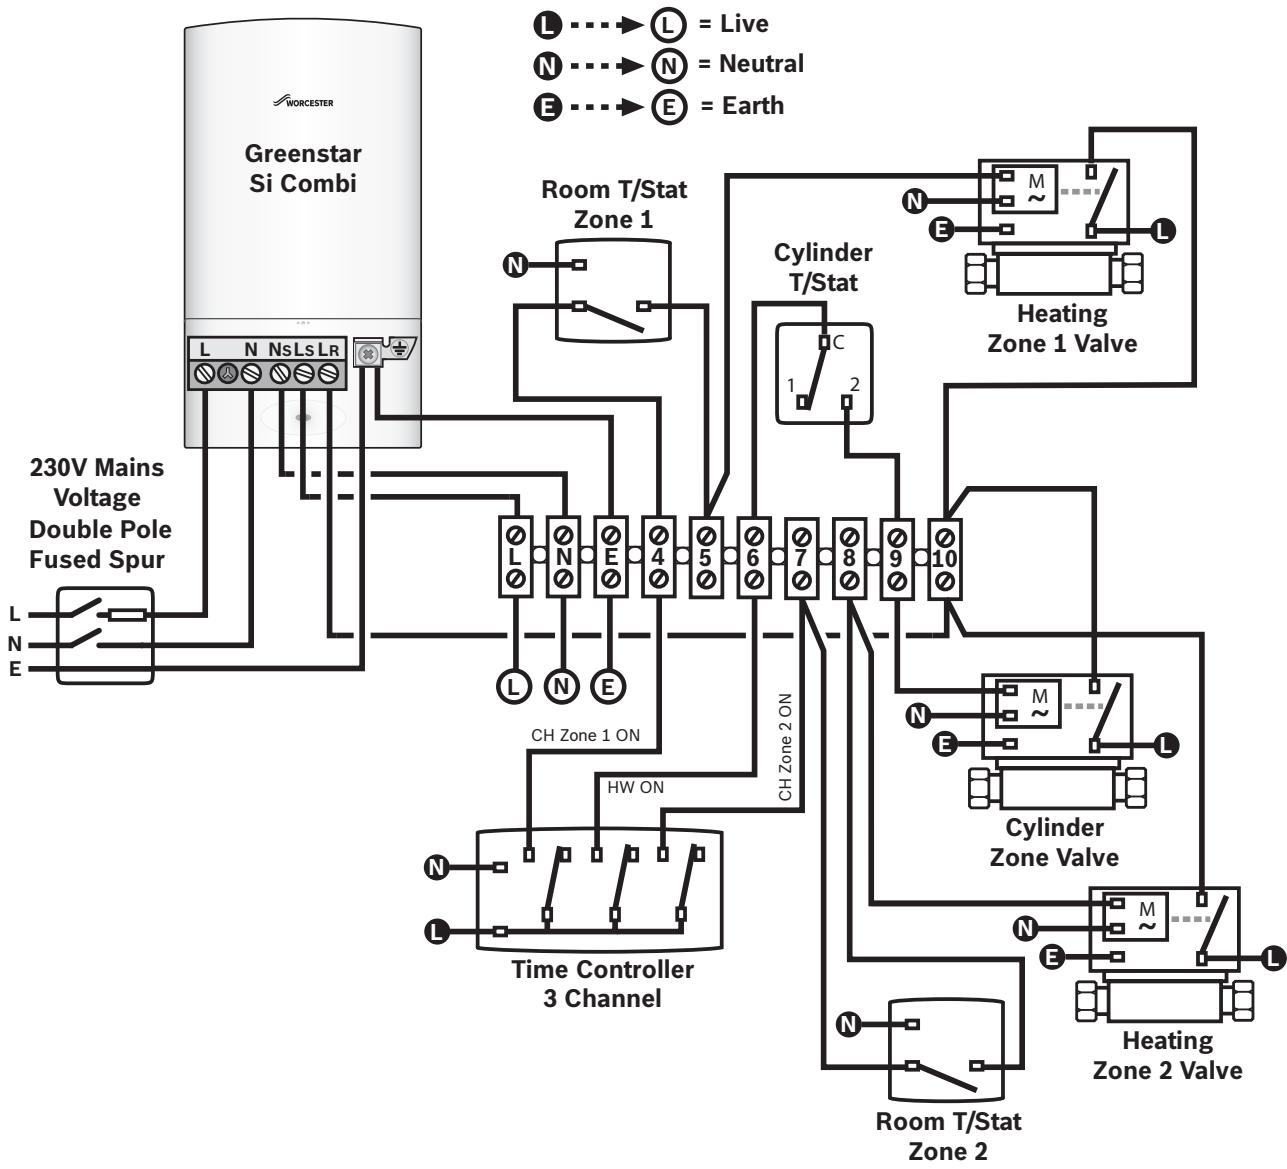 L L = Live
N N = Neutral
E E = Earth
WORCESTER
Greenstar
Si Combi
L N NS LS LR
230V Mains
Voltage
Double Pole
Fused Spur
L
N
E
Room T/Stat
Zone 1
N
Cylinder
T/Stat
C
1 2
M
~
N
E
L
Heating
Zone 1 Valve
L N E 4 5 6 7 8 9 10
L N E
CH Zone 1 ON
HW ON
CH Zone 2 ON
N
L
Time Controller
3 Channel
M
~
N
E
L
Cylinder
Zone Valve
M
~
N
E
L
Heating
Zone 2 Valve
N
Room T/Stat
Zone 2